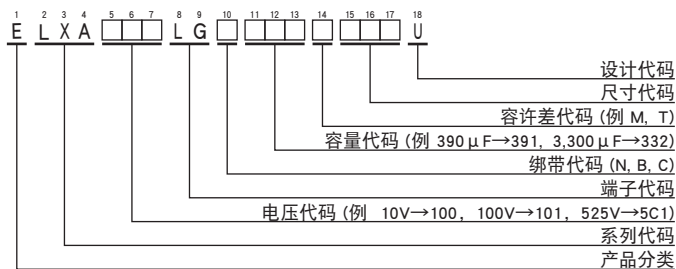 1 2 3 4 5 6 7 8 9 10 11 12 13 14 15 16 17 18
E L X A □□□ L G □ □□□ □ □□□ U
设计代码
尺寸代码
容许差代码 (例 M, T)
容量代码 (例 390μF→391, 3,300μF→332)
绑带代码 (N, B, C)
端子代码
电压代码 (例 10V→100, 100V→101, 525V→5C1)
系列代码
产品分类